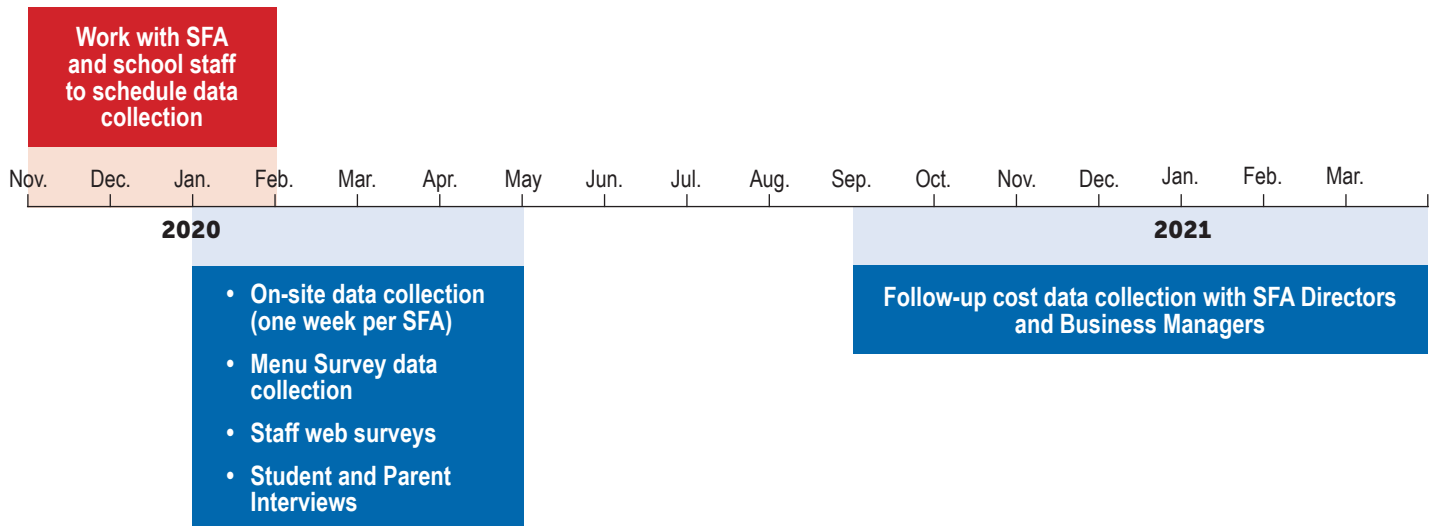 Work with SFA
and school staff
to schedule data
collection
Nov. Dec. Jan. Feb. Mar. Apr. May Jun. Jul. Aug. Sep. Oct. Nov. Dec. Jan. Feb. Mar.
2020 2021
• On-site data collection
(one week per SFA)
• Menu Survey data
collection
• Staff web surveys
• Student and Parent
Interviews
Follow-up cost data collection with SFA Directors
and Business Managers